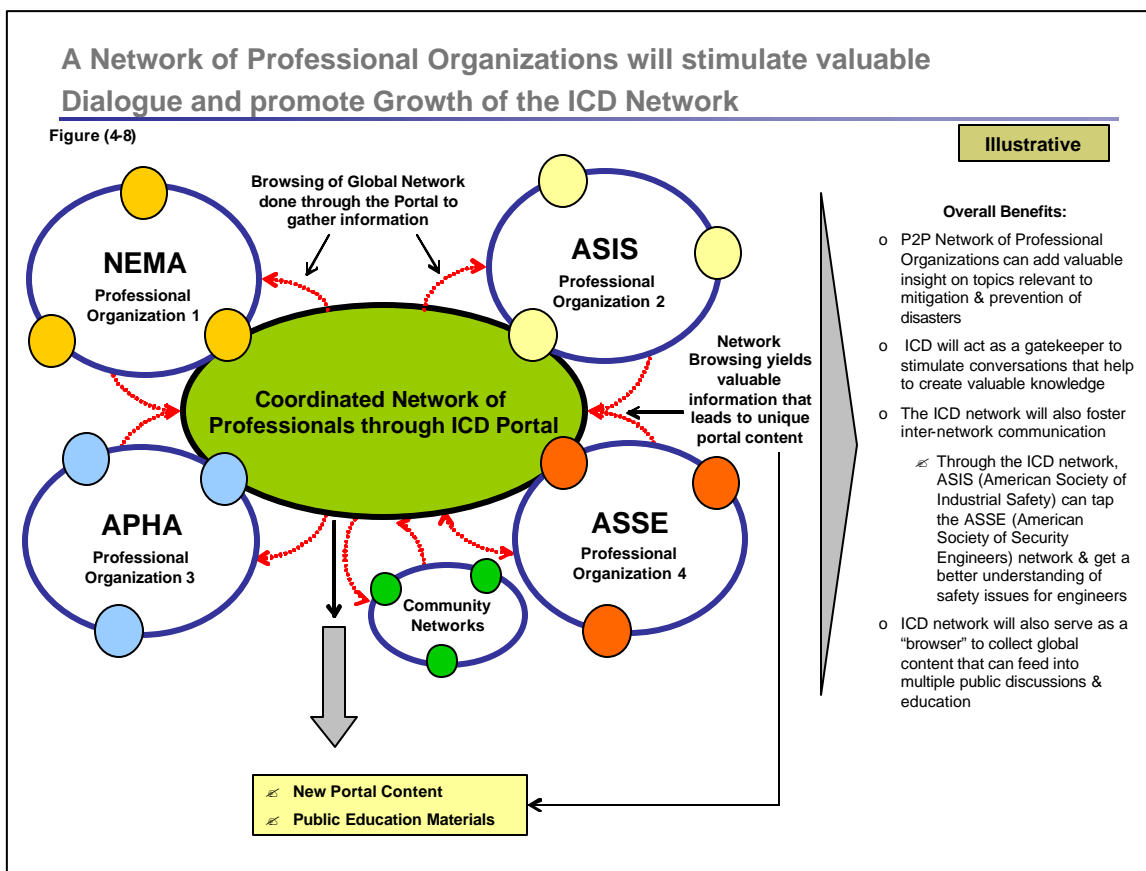 A Network of Professional Organizations will stimulate valuable
Dialogue and promote Growth of the ICD Network
Figure (4-8)
Illustrative
Browsing of Global Network
done through the Portal to
gather information
NEMA
Professional
Organization 1
ASIS
Professional
Organization 2
Coordinated Network of
Professionals through ICD Portal
Network
Browsing yields
valuable
information that
leads to unique
portal content
APHA
Professional
Organization 3
ASSE
Professional
Organization 4
Community
Networks
New Portal Content
Public Education Materials
Overall Benefits:
o P2P Network of Professional
Organizations can add valuable
insight on topics relevant to
mitigation & prevention of
disasters
o ICD will act as a gatekeeper to
stimulate conversations that help
to create valuable knowledge
o The ICD network will also foster
inter-network communication
Through the ICD network,
ASIS (American Society of
Industrial Safety) can tap
the ASSE (American
Society of Security
Engineers) network & get a
better understanding of
safety issues for engineers
o ICD network will also serve as a
“browser” to collect global
content that can feed into
multiple public discussions &
education